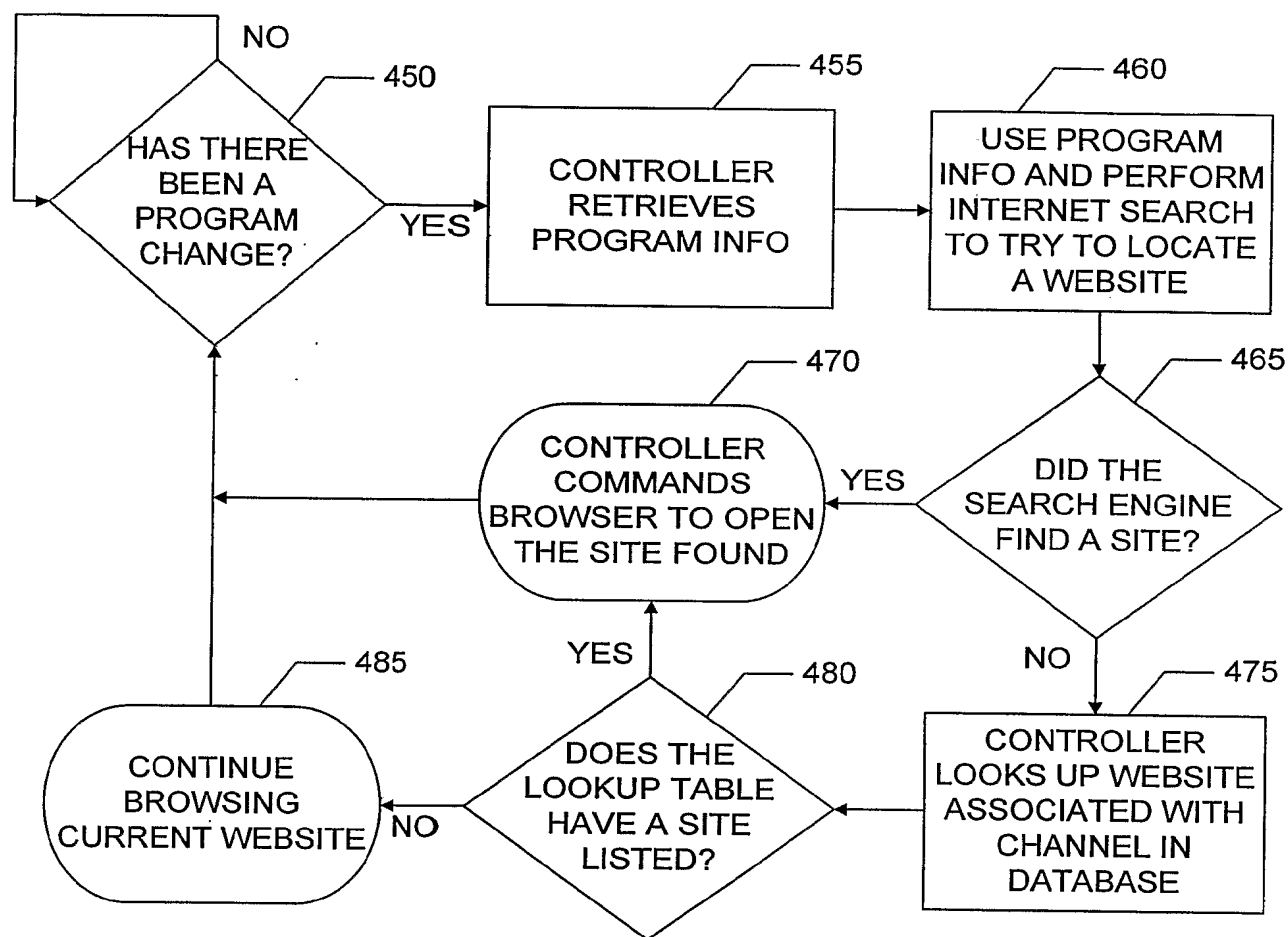 NO
450
HAS THERE
BEEN A
PROGRAM
CHANGE?
YES
455
CONTROLLER
RETRIEVES
PROGRAM INFO
460
USE PROGRAM
INFO AND PERFORM
INTERNET SEARCH
TO TRY TO LOCATE
A WEBSITE
465
DID THE
SEARCH ENGINE
FIND A SITE?
YES
470
CONTROLLER
COMMANDS
BROWSER TO OPEN
THE SITE FOUND
NO
475
CONTROLLER
LOOKS UP WEBSITE
ASSOCIATED WITH
CHANNEL IN
DATABASE
480
DOES THE
LOOKUP TABLE
HAVE A SITE
LISTED?
YES
NO
485
CONTINUE
BROWSING
CURRENT WEBSITE